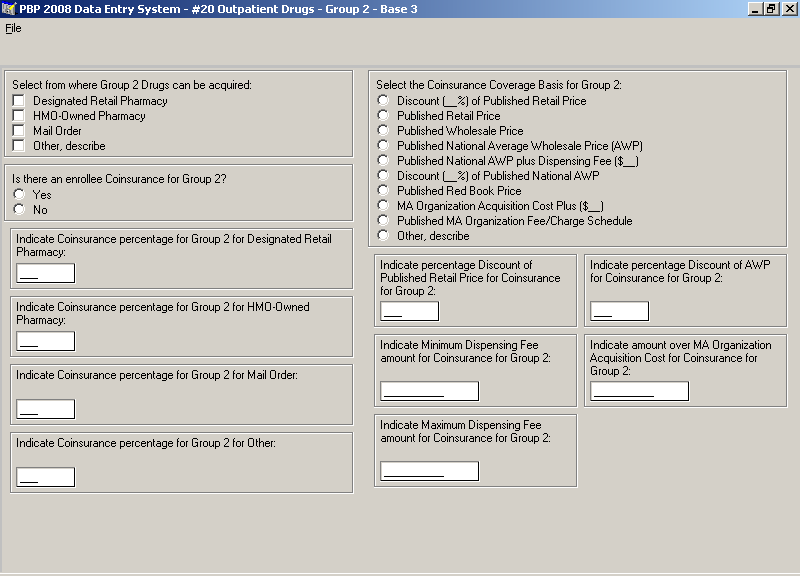 PBP 2008 Data Entry System - #20 Outpatient Drugs - Group 2 - Base 3
File
Select from where Group 2 Drugs can be acquired:
Designated Retail Pharmacy
HMO-Owned Pharmacy
Mail Order
Other, describe
Is there an enrollee Coinsurance for Group 2?
Yes
No
Indicate Coinsurance percentage for Group 2 for Designated Retail
Pharmacy:
___
Indicate Coinsurance percentage for Group 2 for HMO-Owned
Pharmacy:
___
Indicate Coinsurance percentage for Group 2 for Mail Order:
___
Indicate Coinsurance percentage for Group 2 for Other:
___
Select the Coinsurance Coverage Basis for Group 2:
Discount (__%) of Published Retail Price
Published Retail Price
Published Wholesale Price
Published National Average Wholesale Price (AWP)
Published National AWP plus Dispensing Fee ($__)
Discount (__%) of Published National AWP
Published Red Book Price
MA Organization Acquisition Cost Plus ($__)
Published MA Organization Fee/Charge Schedule
Other, describe
Indicate percentage Discount of
Published Retail Price for Coinsurance
for Group 2:
___
Indicate percentage Discount of AWP
for Coinsurance for Group 2:
___
Indicate Minimum Dispensing Fee
amount for Coinsurance for Group 2:
__________
Indicate amount over MA Organization
Acquisition Cost for Coinsurance for
Group 2:
__________
Indicate Maximum Dispensing Fee
amount for Coinsurance for Group 2:
__________